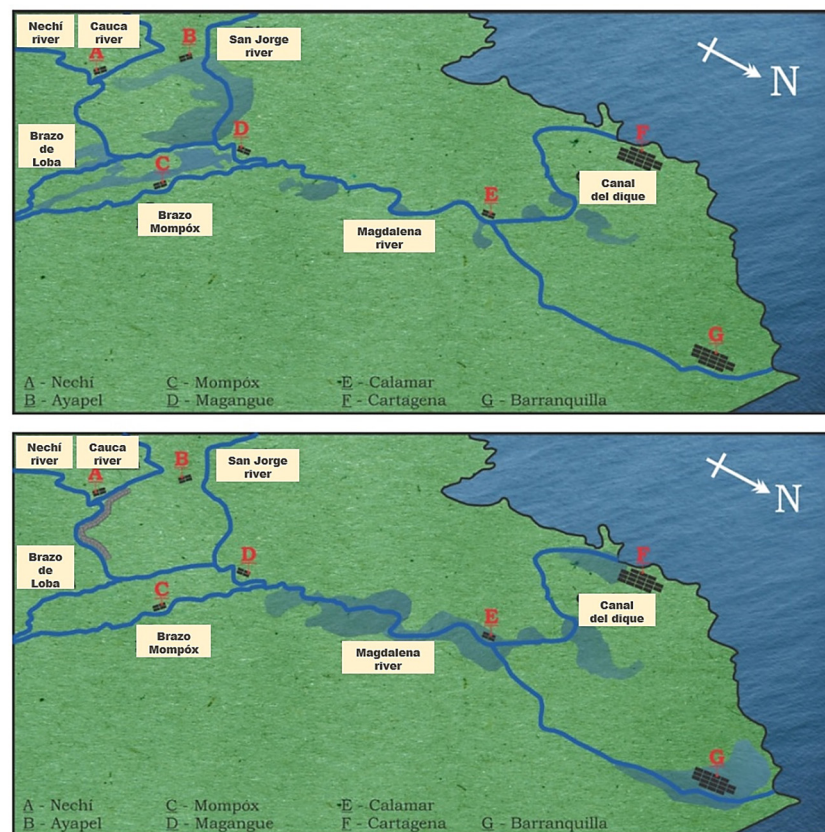 Nechí
river
Cauca
river
A
B
San Jorge
river
N
Brazo
de
Loba
C
D
Brazo
Mompóx
Magdalena
river
E
F
Canal
del dique
G
A - Nechí
C - Mompóx
E - Calamar
B - Ayapel
D - Magangue
F - Cartagena
G - Barranquilla
Nechí
river
Cauca
river
A
B
San Jorge
river
N
Brazo
de
Loba
C
D
Brazo
Mompóx
Magdalena
river
E
F
Canal
del dique
G
A - Nechí
C - Mompóx
E - Calamar
B - Ayapel
D - Magangue
F - Cartagena
G - Barranquilla